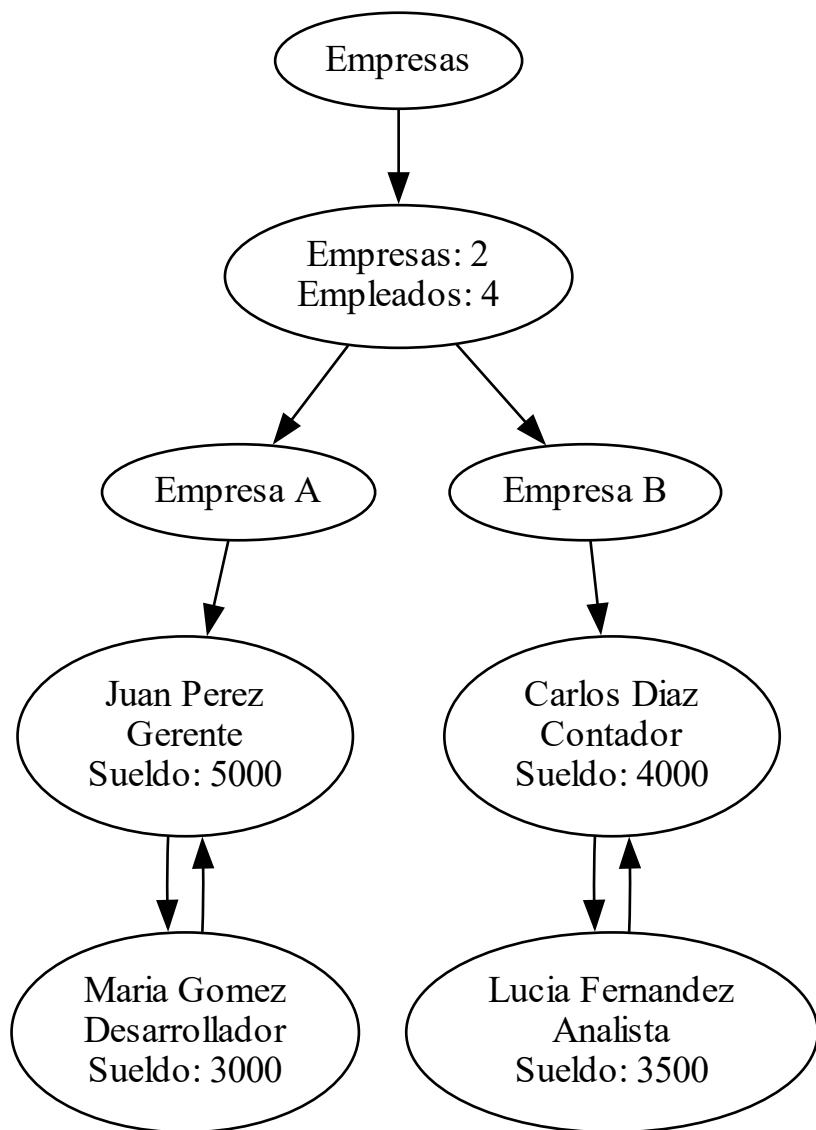 Empresas
Empresas: 2
Empleados: 4
Empresa A
Empresa B
Juan Perez
Gerente
Sueldo: 5000
Carlos Diaz
Contador
Sueldo: 4000
Maria Gomez
Desarrollador
Sueldo: 3000
Lucia Fernandez
Analista
Sueldo: 3500